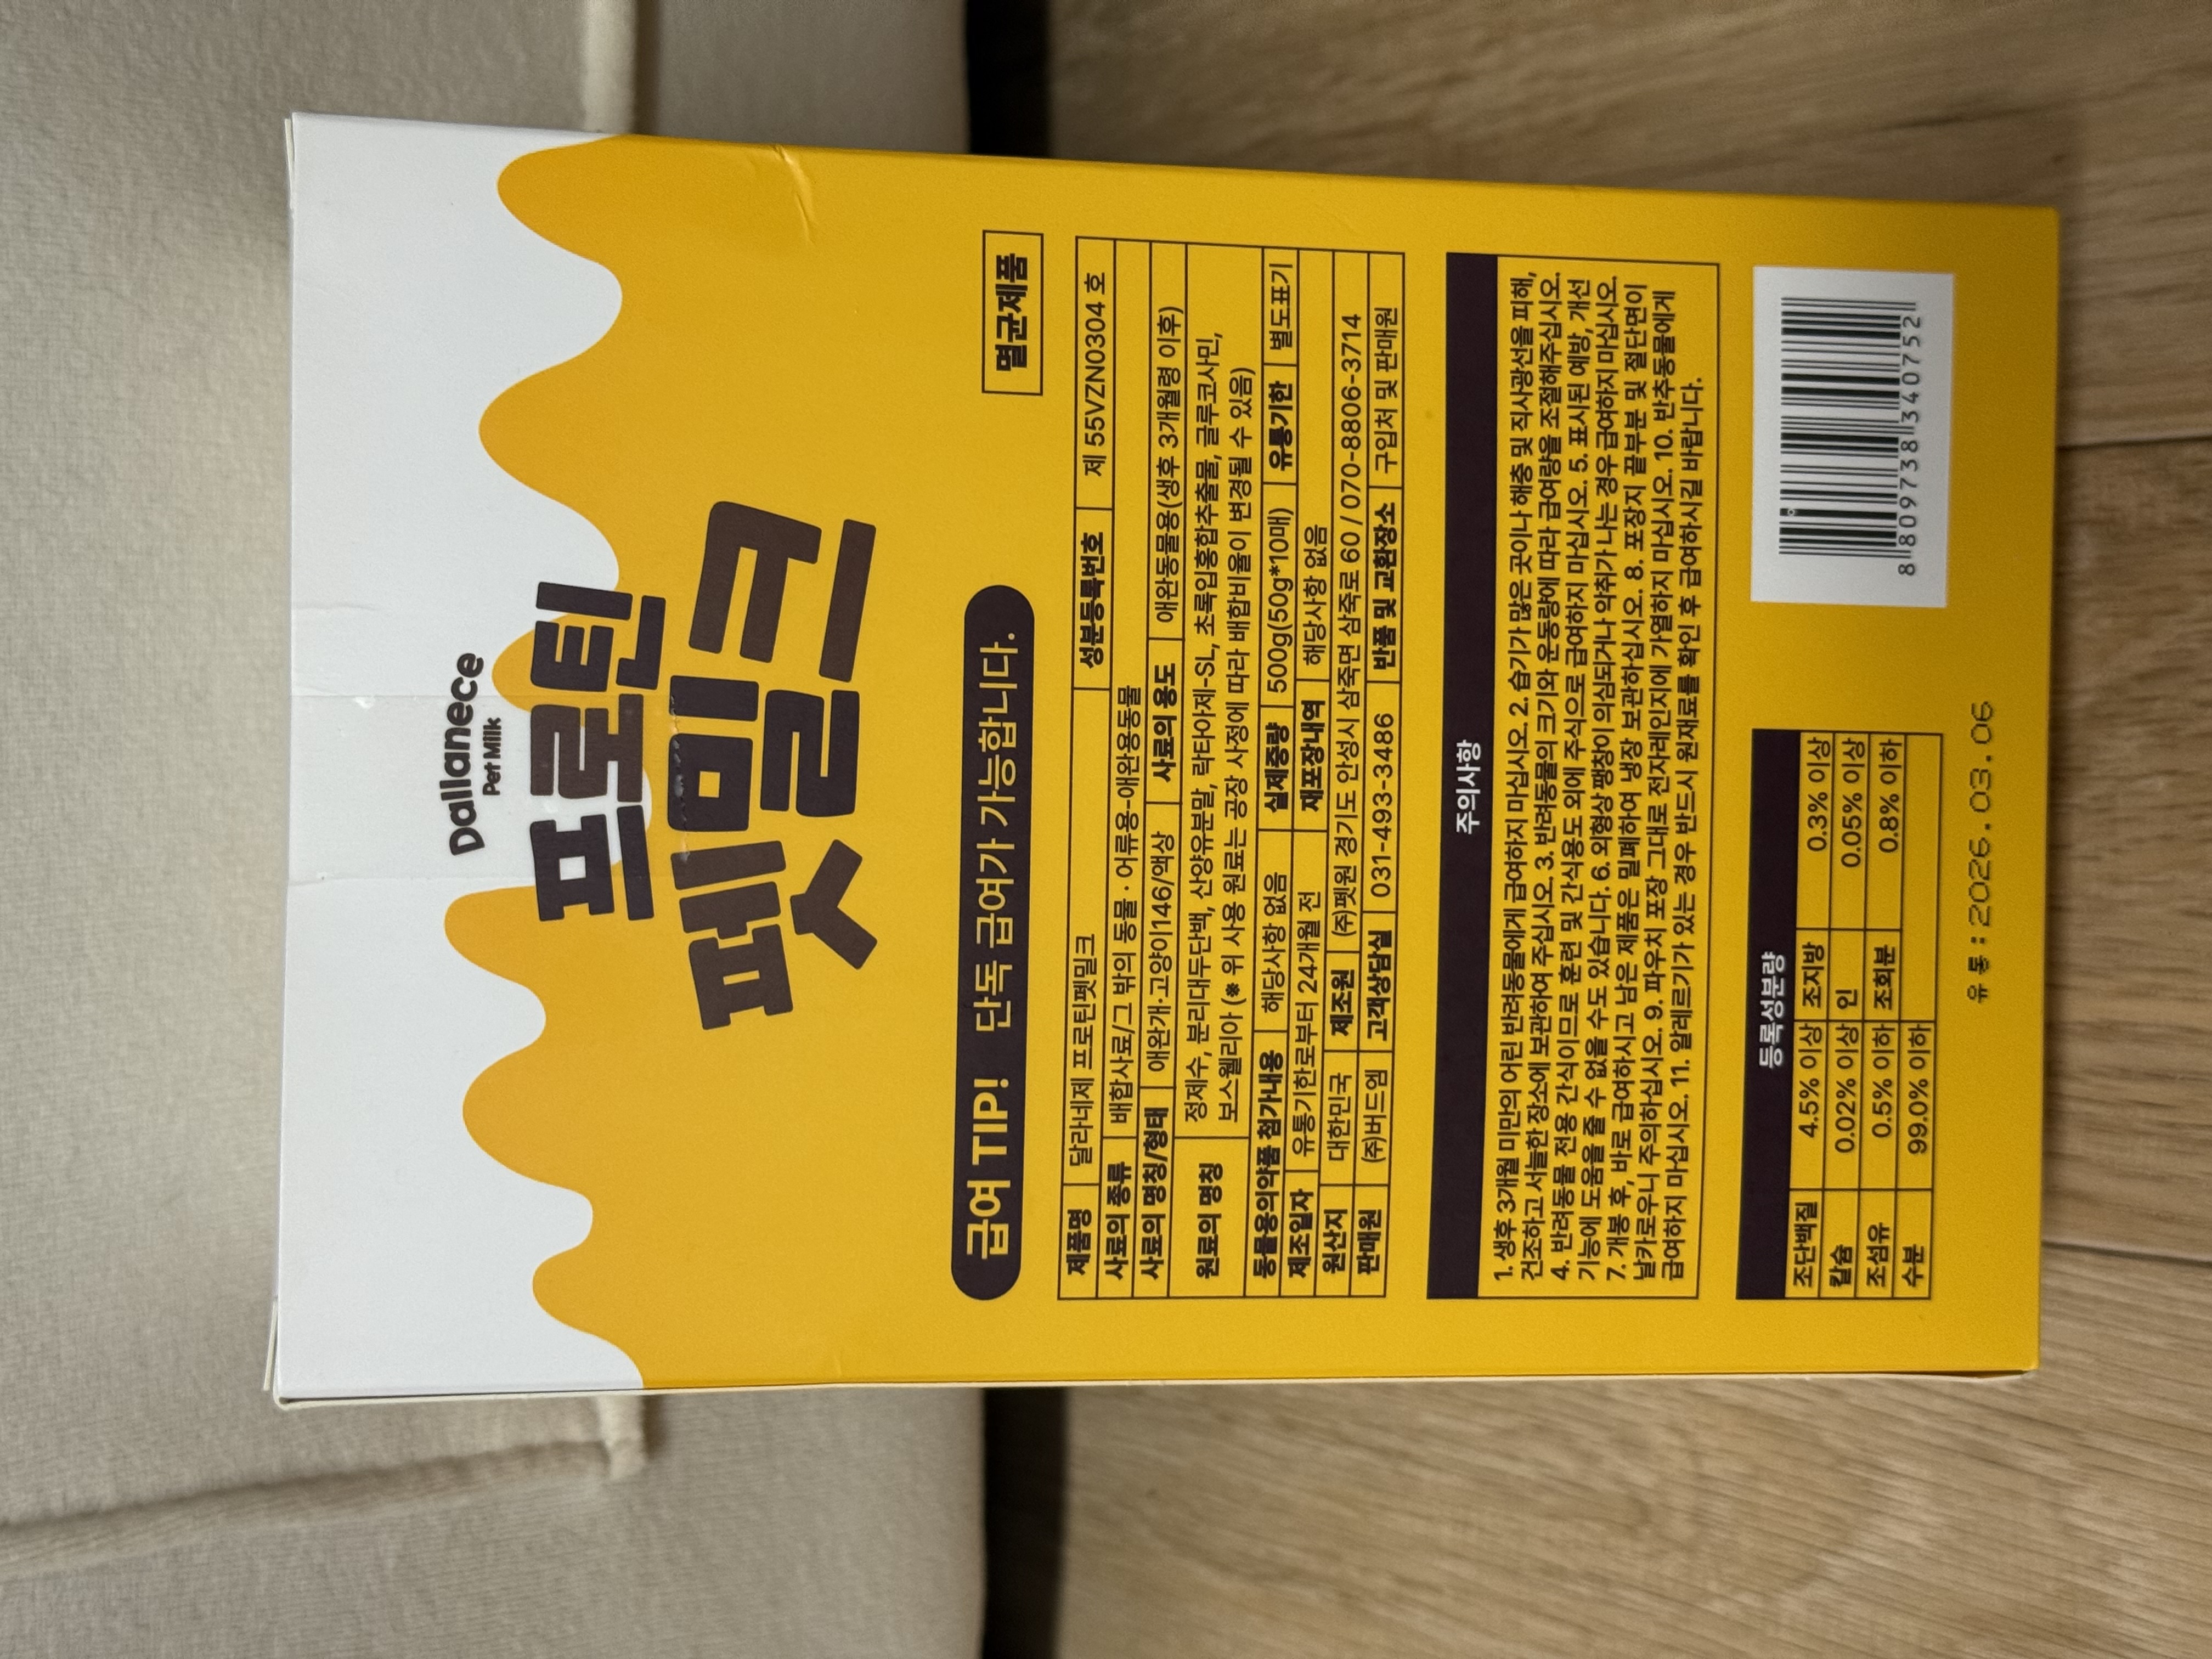 Dallanece
Pet Milk
프로틴
펫밀크
급여 TIP! 단독 급여가 가능합니다.
멸균제품
제품명 달라네제 프로틴펫밀크 성분등록번호 제 55VZN0304 호
사료의 종류 배합사료/그 밖의 동물·어류용-애완용동물
사료의 명칭/형태 애완개·고양이146/액상 사료의 용도 애완동물용(생후 3개월령 이후)
원료의 명칭 정제수, 분리대두단백, 산양유분말, 락타아제-SL, 초록입홍합추출물, 글루코사민,
보스웰리아 (※ 위 사용 원료는 공장 사정에 따라 배합비율이 변경될 수 있음)
동물용의약품 첨가내용 해당사항 없음 실제중량 500g(50g*10매) 유통기한 별도표기
제조일자 유통기한로부터 24개월 전 재포장내역 해당사항 없음
원산지 대한민국 제조원 (주)펫원 경기도 안성시 삼죽면 삼죽로 60 / 070-8806-3714
판매원 (주)버드엠 고객상담실 031-493-3486 반품 및 교환장소 구입처 및 판매원
주의사항
1. 생후 3개월 미만의 어린 반려동물에게 급여하지 마십시오. 2. 습기가 많은 곳이나 해충 및 직사광선을 피해,
건조하고 서늘한 장소에 보관하여 주십시오. 3. 반려동물의 크기와 운동량에 따라 급여량을 조절해주십시오.
4. 반려동물 전용 간식이므로 훈련 및 간식용도 외에 주식으로 급여하지 마십시오. 5. 표시된 예방, 개선
기능에 도움을 줄 수 없을 수도 있습니다. 6. 외형상 팽창이 의심되거나 악취가 나는 경우 급여하지 마십시오.
7. 개봉 후, 바로 급여하시고 남은 제품은 밀폐하여 냉장 보관하십시오. 8. 포장지 끝부분 및 절단면이
날카로우니 주의하십시오. 9. 파우치 포장 그대로 전자레인지에 가열하지 마십시오. 10. 반추동물에게
급여하지 마십시오. 11. 알레르기가 있는 경우 반드시 원재료를 확인 후 급여하시길 바랍니다.
등록성분량
조단백질 4.5% 이상 조지방 0.3% 이상
칼슘 0.02% 이상 인 0.05% 이상
조섬유 0.5% 이하 조회분 0.8% 이하
수분 99.0% 이하
8 809738 340752
유통:2026.03.06